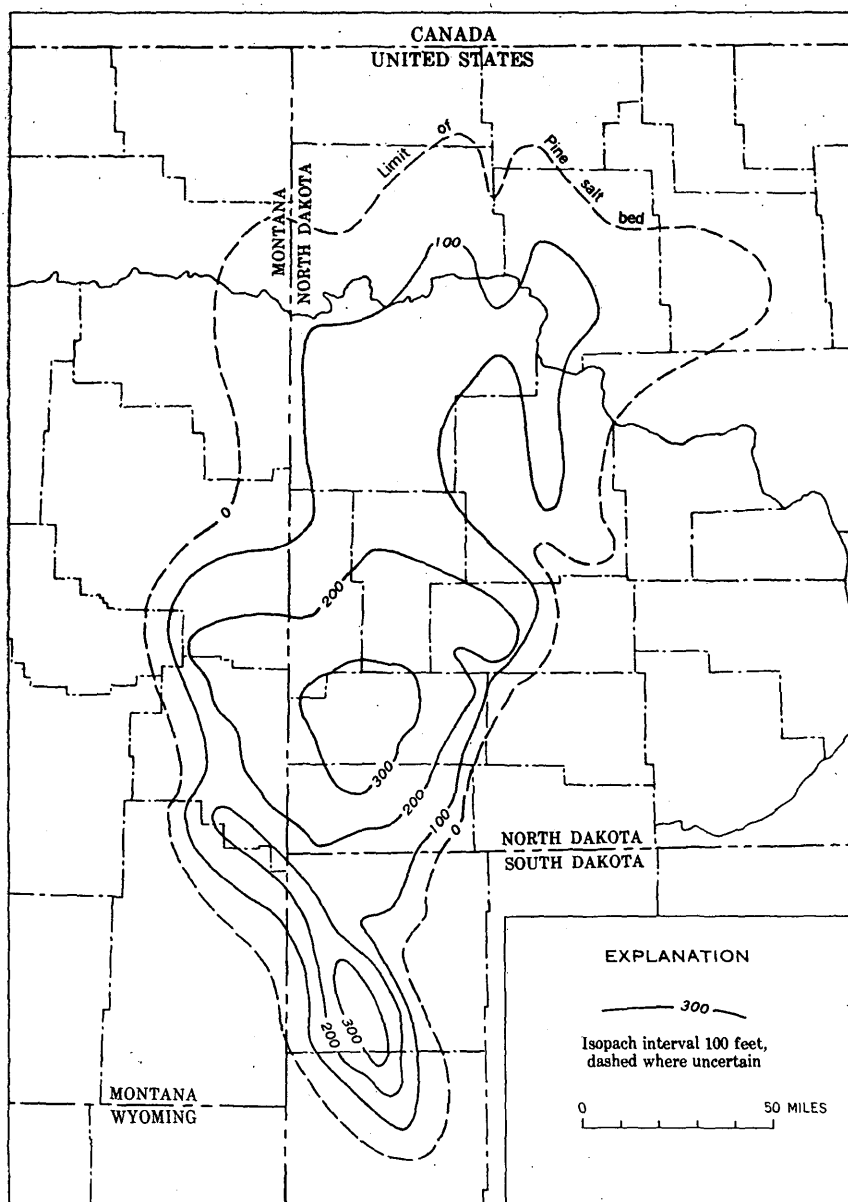 CANADA
UNITED STATES
Limit of Pine salt bed
MONTANA
NORTH DAKOTA
100
0
200
300
200
100
0
NORTH DAKOTA
SOUTH DAKOTA
200
300
MONTANA
WYOMING
EXPLANATION
300
Isopach interval 100 feet,
dashed where uncertain
0 50 MILES